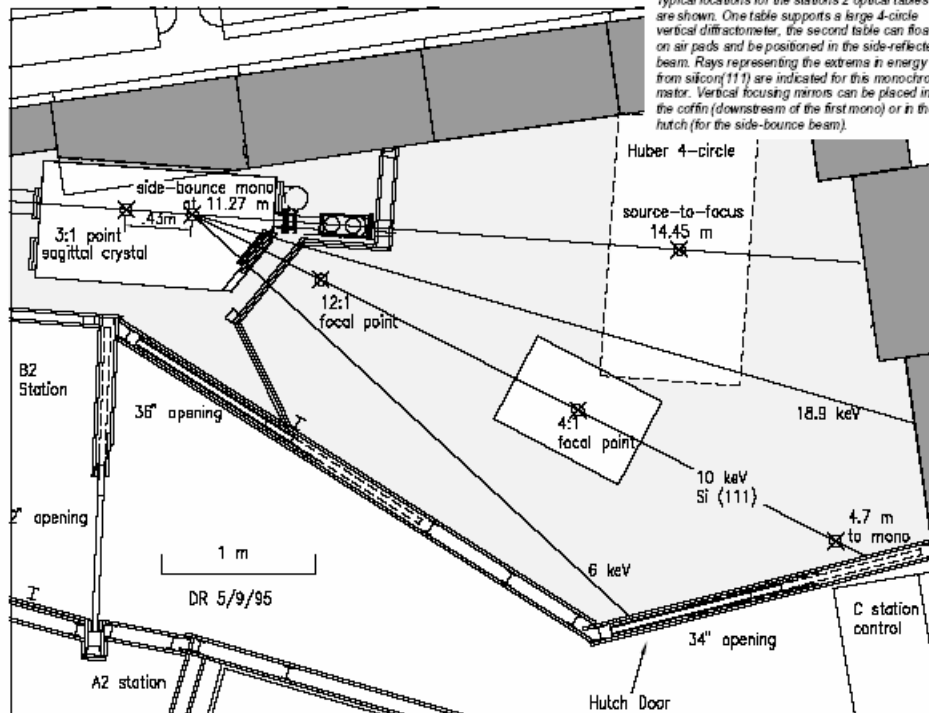 Typical locations for the stations 2 optical tables
are shown. One table supports a large 4-circle
vertical diffractometer, the second table can
on air pads and be positioned in the
beam. Rays representing the extrema in energy
from silicon(111) are indicated for this
mator. Vertical focusing mirrors can be placed in
the coffin (downstream of the first mono) or in
hutch (for the side-bounce beam).
Huber 4-circle
side-bounce mono
at 11.27 m
.43m
3:1 point
sagittal crystal
source-to-focus
14.45 m
12:1
focal point
B2
Station
36" opening
4:1
focal point
18.9 keV
10 keV
Si (111)
4.7 m
to mono
opening
1 m
6 keV
DR 5/9/95
C station
control
34" opening
A2 station
Hutch Door